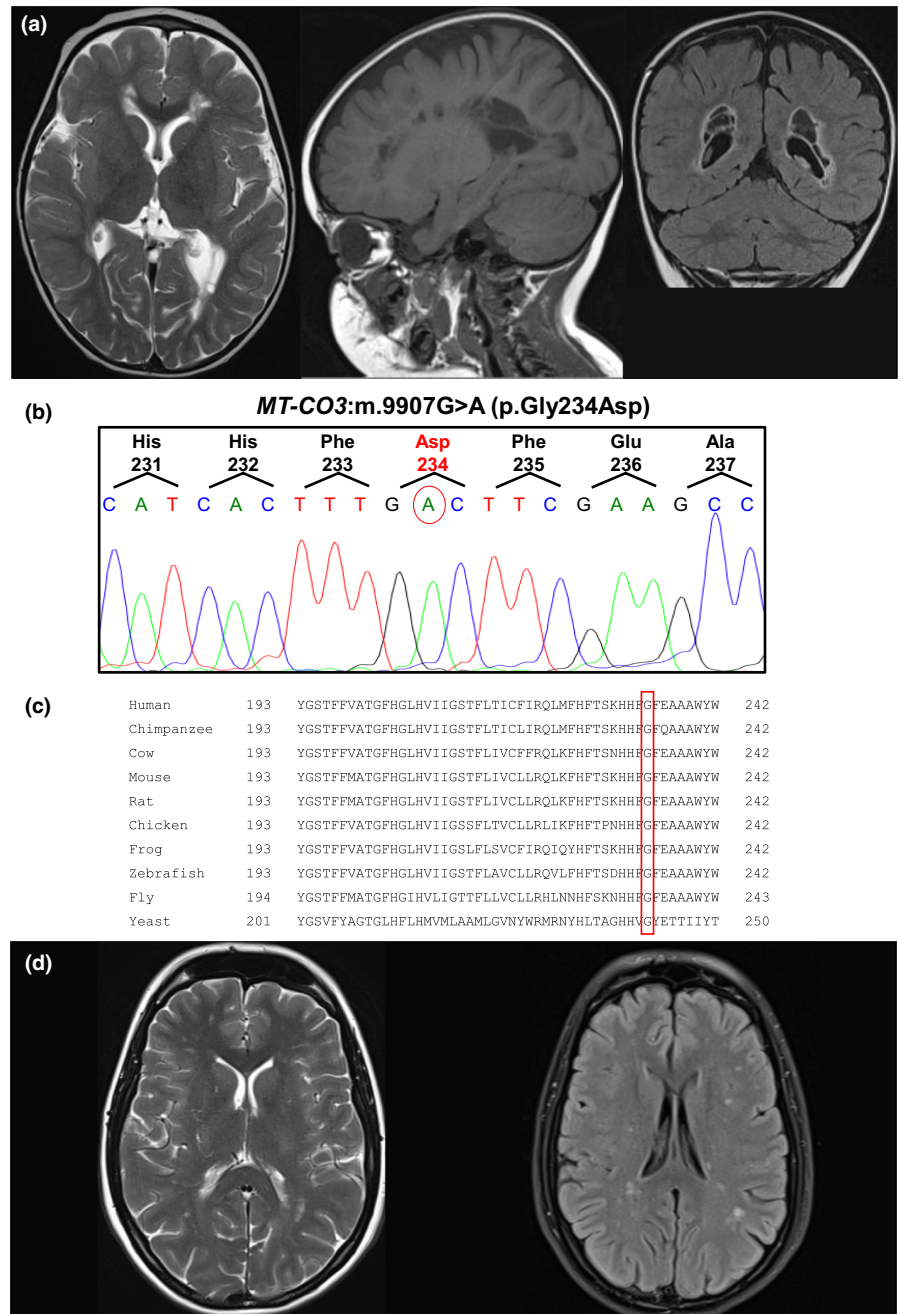 (a)
(b)
MT-CO3:m.9907G>A (p.Gly234Asp)
His His Phe Asp Phe Glu Ala
231 232 233 234 235 236 237
C A T C A C T T T G A C T T C G A A G C C
(c)
Human 193 YGSTFFVATGFHGLHVIIGSTFLTICFIRQLMFHFTSKHHFGFEAAAWYW 242
Chimpanzee 193 YGSTFFVATGFHGLHVIIGSTFLTICLIRQLMFHFTSKHHFGFQAAAWYW 242
Cow 193 YGSTFFVATGFHGLHVIIGSTFLIVCFFRQLKFHFTSNHHFGFEAAAWYW 242
Mouse 193 YGSTFFMATGFHGLHVIIGSTFLIVCLLRQLKFHFTSKHHFGFEAAAWYW 242
Rat 193 YGSTFFMATGFHGLHVIIGSTFLIVCLLRQLKFHFTSKHHFGFEAAAWYW 242
Chicken 193 YGSTFFVATGFHGLHVIIGSSFLTVCLLRLIKFHFTPNHHFGFEAAAWYW 242
Frog 193 YGSTFFVATGFHGLHVIIGSLFLSVCFIRQIQYHFTSKHHFGFEAAAWYW 242
Zebrafish 193 YGSTFFVATGFHGLHVIIGSTFLAVCLLRQVLFHFTSDHHFGFEAAAWYW 242
Fly 194 YGSTFFMATGFHGIHVLIGTTFLLVCLLRHLNNHFSKNHHFGFEAAAWYW 243
Yeast 201 YGSVFYAGTGLHFLHMVMLAAMLGVNYWRMRNYHLTAGHHVGYETTIIYT 250
(d)